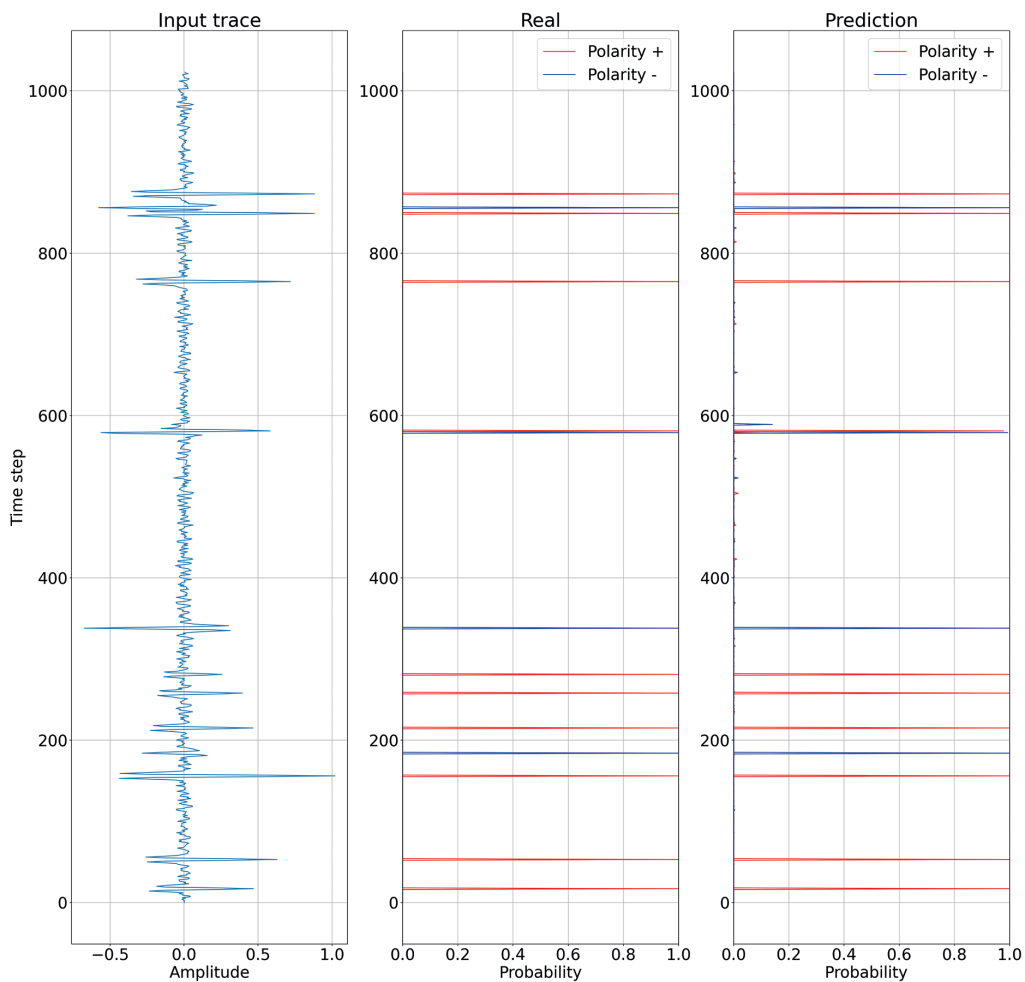 Input trace
Real
Prediction
Polarity +
Polarity -
Polarity +
Polarity -
Time step
1000
800
600
400
200
0
−0.5 0.0 0.5 1.0
Amplitude
1000
800
600
400
200
0
0.0 0.2 0.4 0.6 0.8 1.0
Probability
1000
800
600
400
200
0
0.0 0.2 0.4 0.6 0.8 1.0
Probability